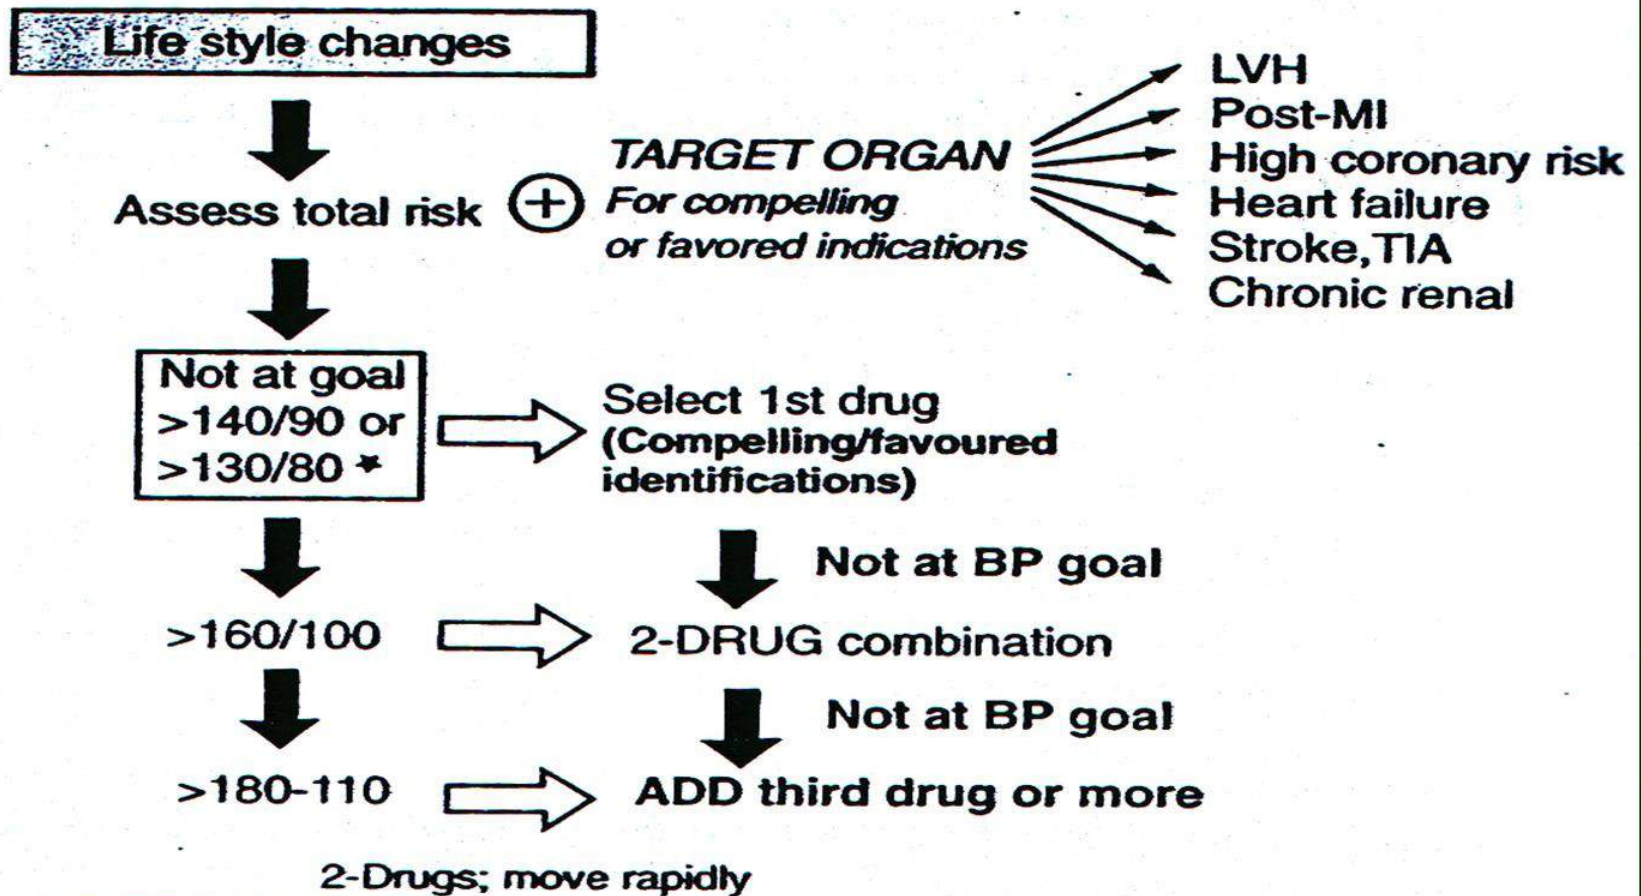 Life style changes
Assess total risk
+
TARGET ORGAN
For compelling
or favored indications
LVH
Post-MI
High coronary risk
Heart failure
Stroke, TIA
Chronic renal
Not at goal
>140/90 or
>130/80 *
Select 1st drug
(Compelling/favoured
identifications)
Not at BP goal
>160/100
2-DRUG combination
Not at BP goal
>180-110
ADD third drug or more
2-Drugs; move rapidly